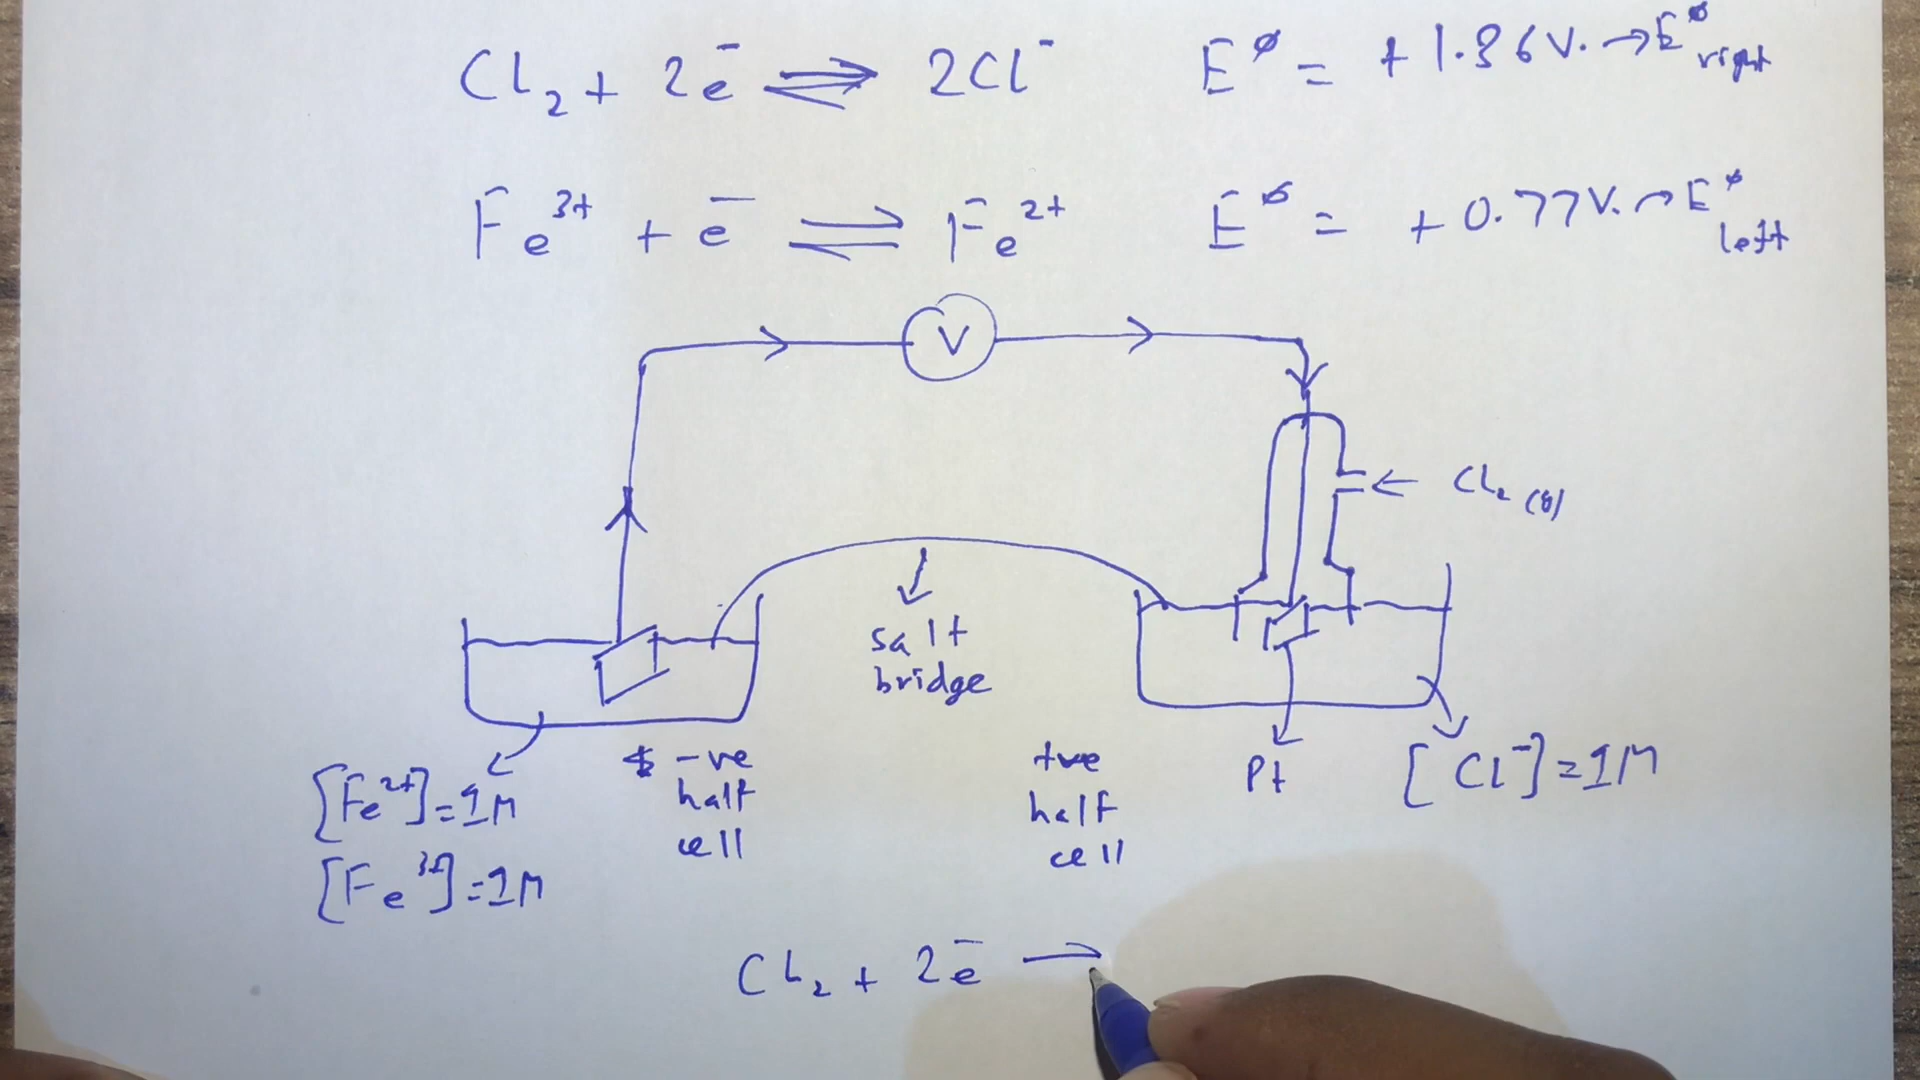 Cl₂ + 2e⁻ ⇌ 2Cl⁻ E^ø = +1.36V. → E^ø right
Fe³⁺ + e⁻ ⇌ Fe²⁺ E^ø = +0.77V. → E^ø left
V
← Cl₂ (g)
salt
bridge
[Fe²⁺]=1M
[Fe³⁺]=1M
-ve
half
cell
+ve
half
cell
Pt
[Cl⁻]=1M
Cl₂ + 2e⁻ →